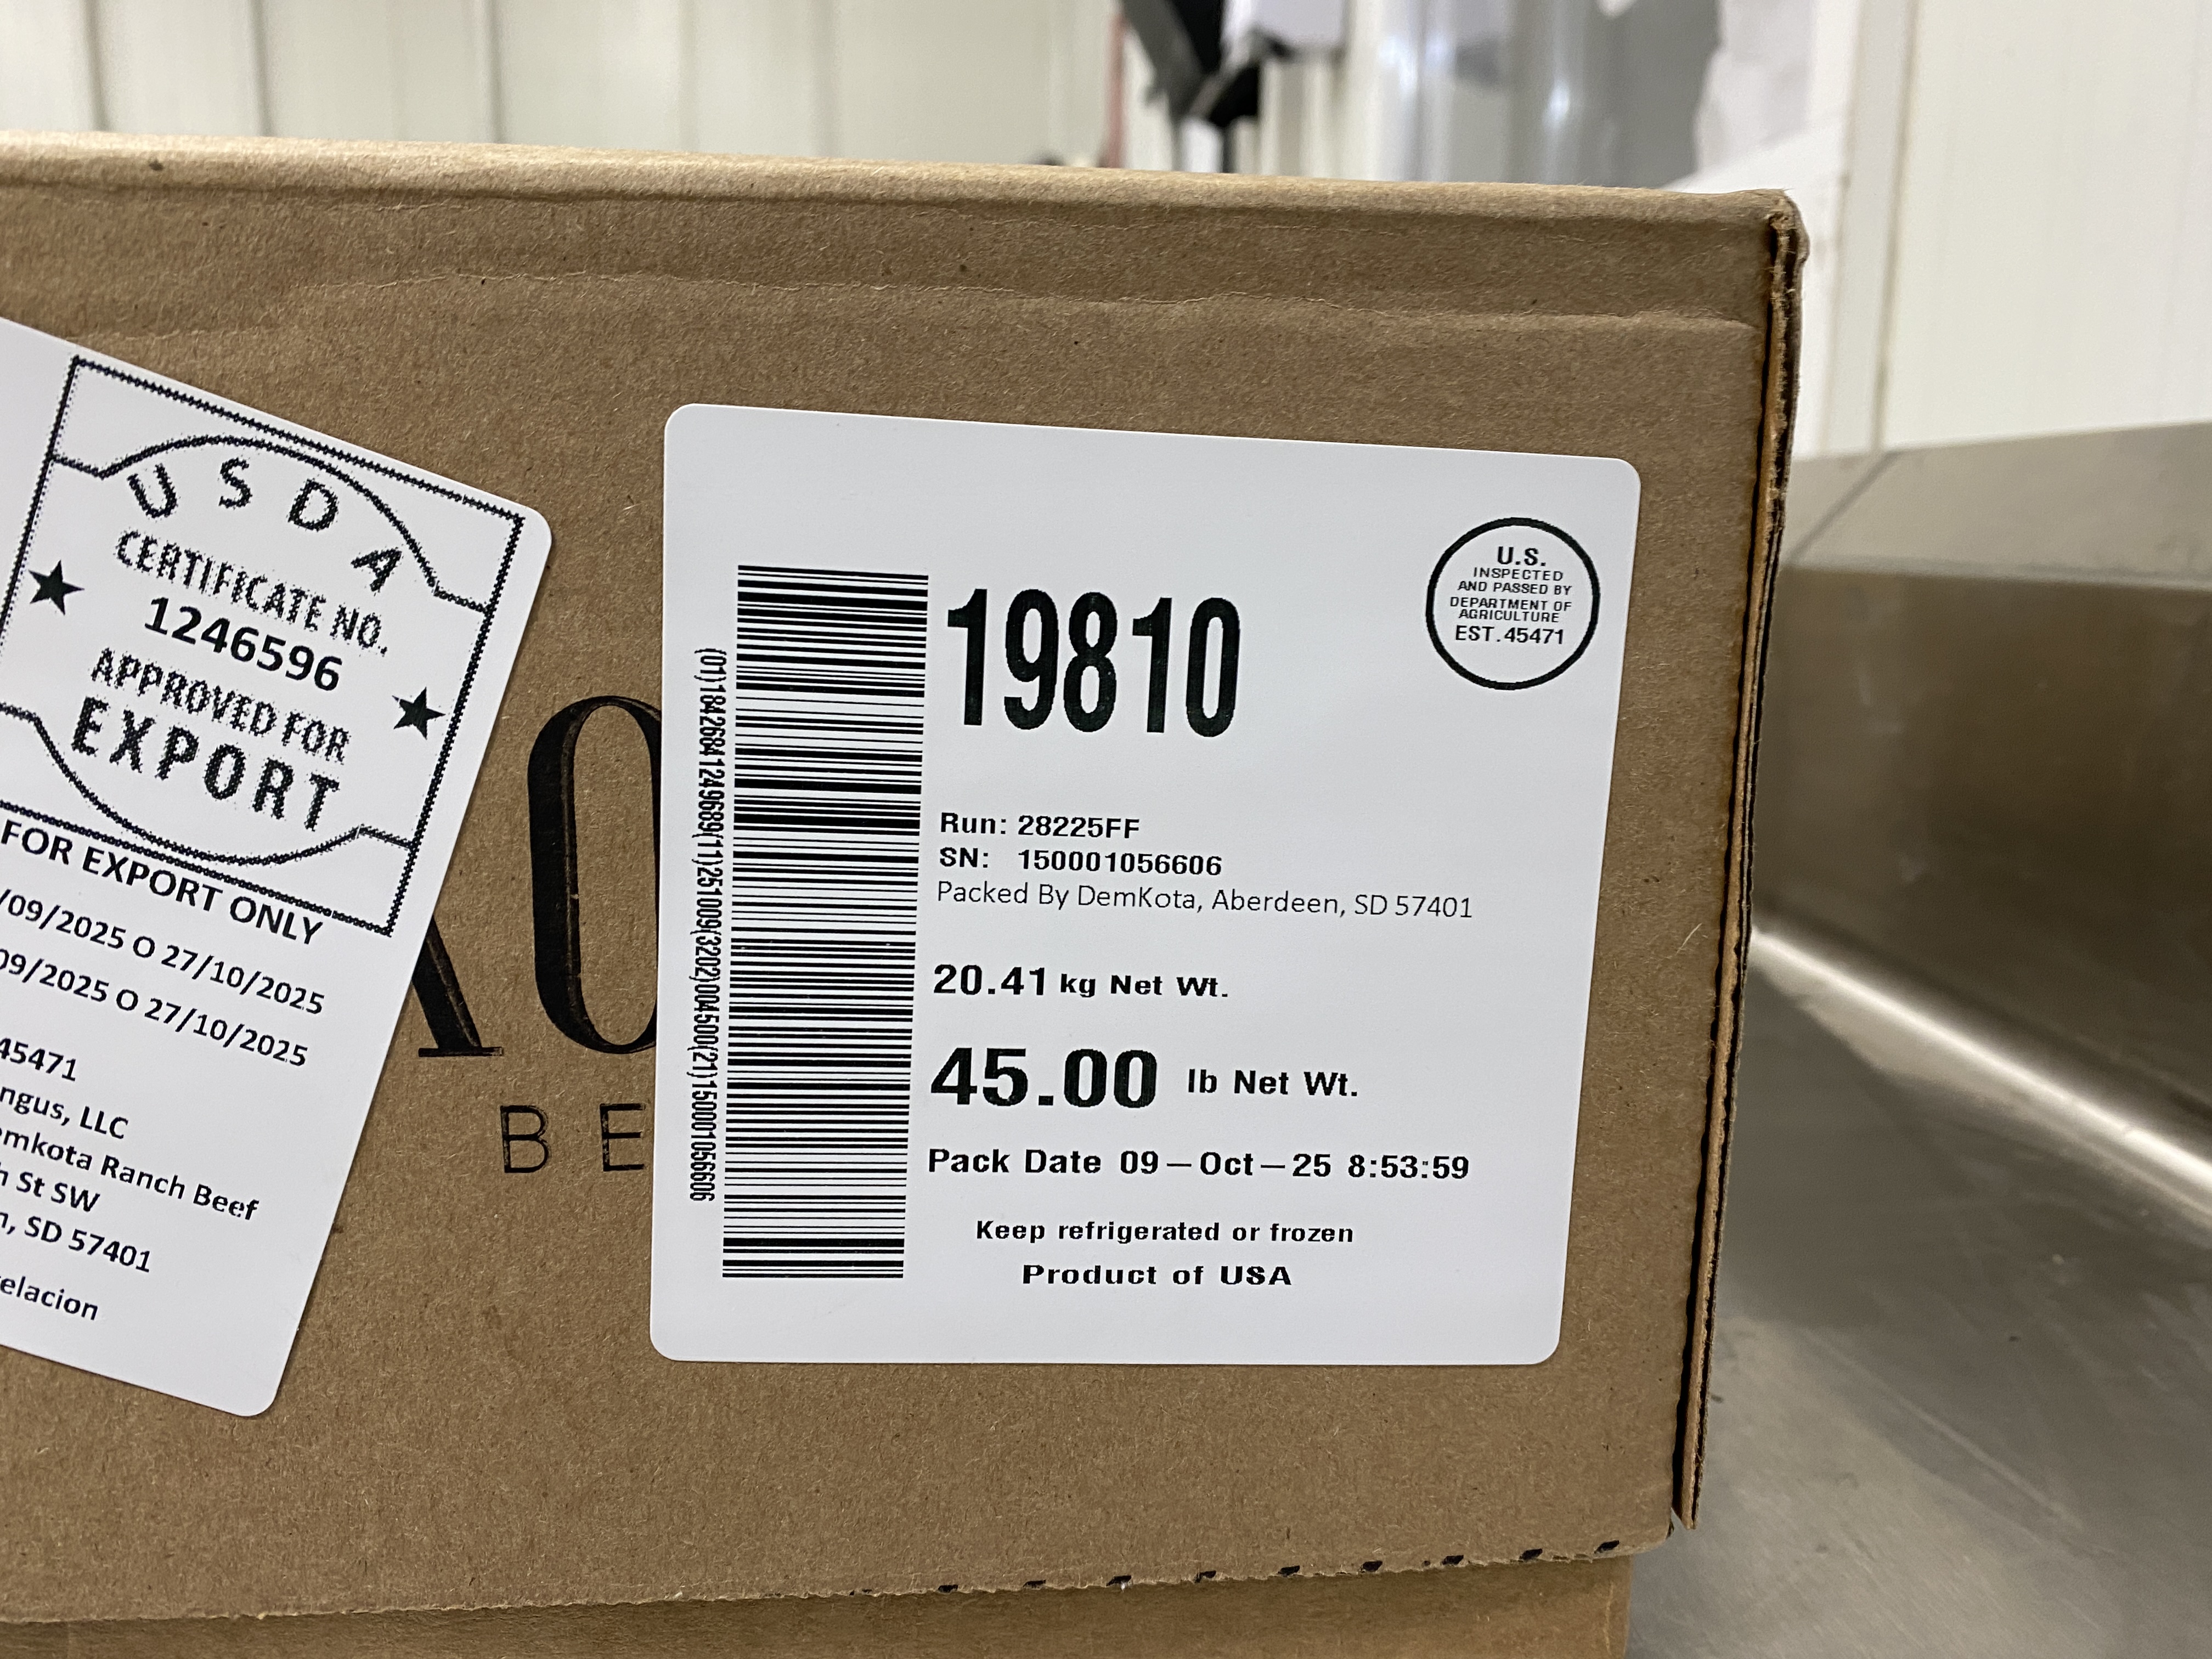 U S D A
CERTIFICATE NO.
1246596
APPROVED FOR
EXPORT
FOR EXPORT ONLY
/09/2025 O 27/10/2025
09/2025 O 27/10/2025
45471
ngus, LLC
emkota Ranch Beef
h St SW
n, SD 57401
elacion
KO
BE
(01)18426841249689(11)251009(3202)004500(21)150001056606
19810
U.S.
INSPECTED
AND PASSED BY
DEPARTMENT OF
AGRICULTURE
EST.45471
Run: 28225FF
SN: 150001056606
Packed By DemKota, Aberdeen, SD 57401
20.41 kg Net Wt.
45.00 lb Net Wt.
Pack Date 09-Oct-25 8:53:59
Keep refrigerated or frozen
Product of USA